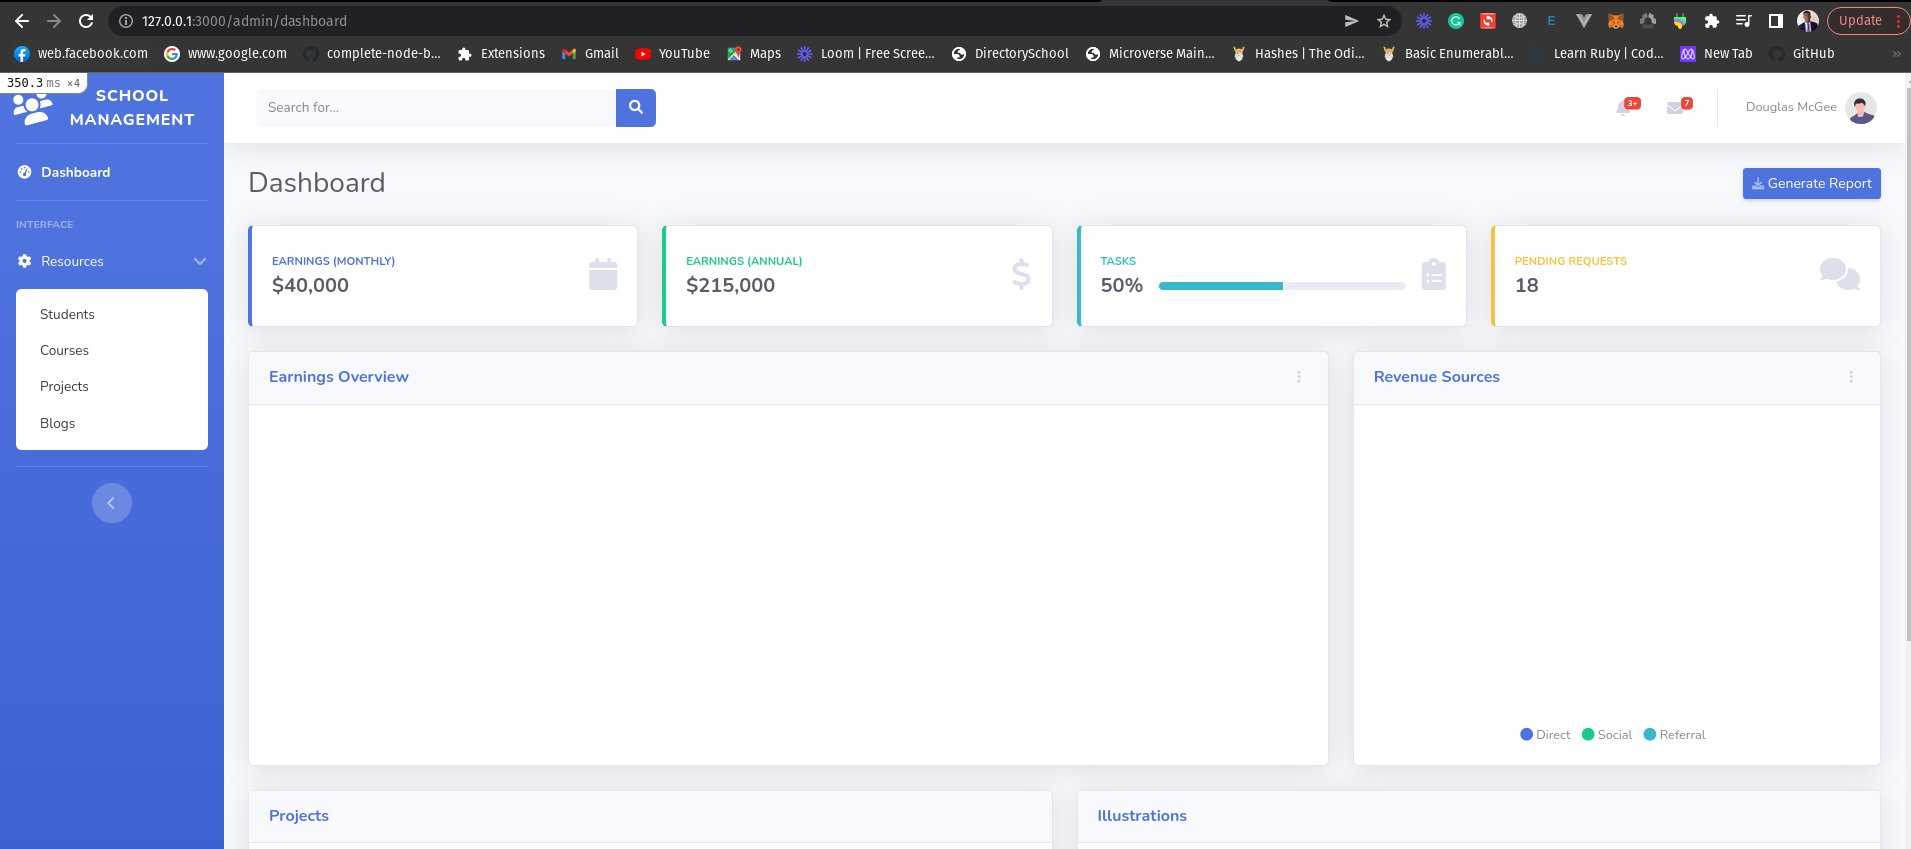 127.0.0.1:3000/admin/dashboard
Update
web.facebook.com www.google.com complete-node-b... Extensions Gmail YouTube Maps Loom | Free Scree... DirectorySchool Microverse Main... Hashes | The Odi... Basic Enumerabl... Learn Ruby | Cod... New Tab GitHub »
350.3 ms ×4
SCHOOL
MANAGEMENT
Search for...
3+
7
Douglas McGee
Dashboard
INTERFACE
Resources
Students
Courses
Projects
Blogs
Dashboard
Generate Report
EARNINGS (MONTHLY)
$40,000
EARNINGS (ANNUAL)
$215,000
TASKS
50%
PENDING REQUESTS
18
Earnings Overview
Revenue Sources
Direct Social Referral
Projects
Illustrations